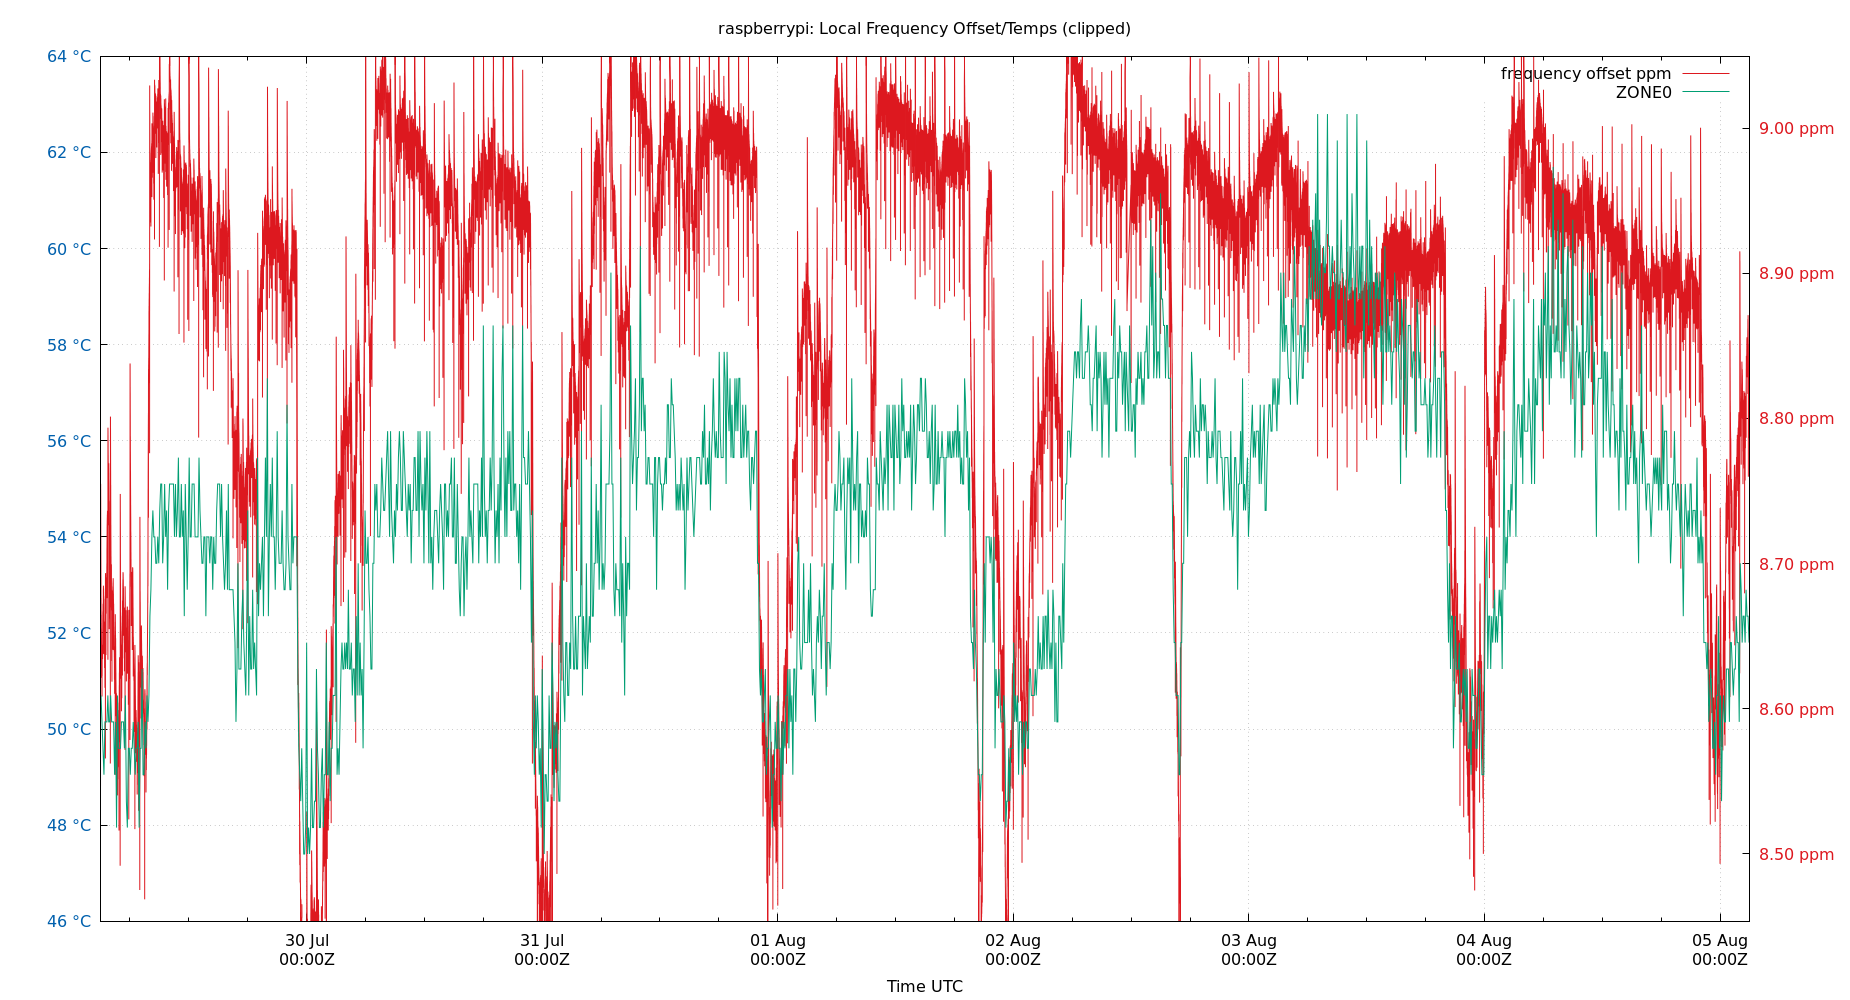 raspberrypi: Local Frequency Offset/Temps (clipped)
frequency offset ppm
ZONE0
64 °C
62 °C
60 °C
58 °C
56 °C
54 °C
52 °C
50 °C
48 °C
46 °C
9.00 ppm
8.90 ppm
8.80 ppm
8.70 ppm
8.60 ppm
8.50 ppm
30 Jul
00:00Z
31 Jul
00:00Z
01 Aug
00:00Z
02 Aug
00:00Z
03 Aug
00:00Z
04 Aug
00:00Z
05 Aug
00:00Z
Time UTC